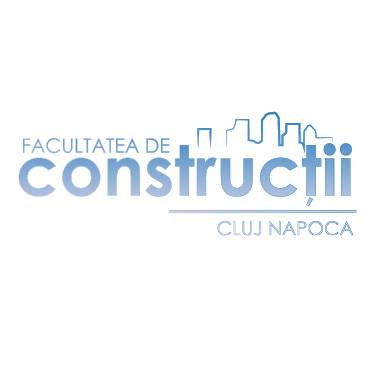 FACULTATEA DE
construcții
CLUJ NAPOCA